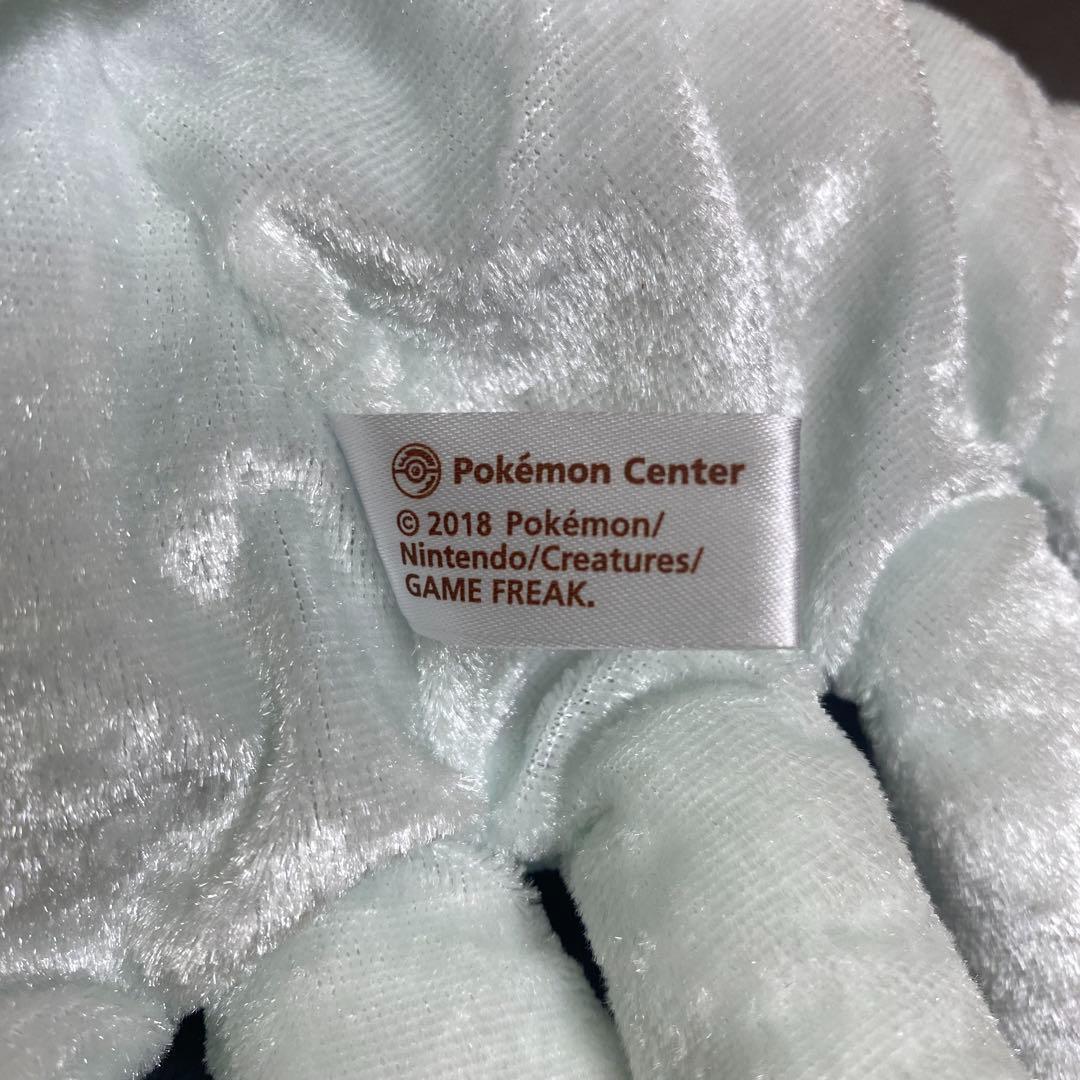 Pokémon Center
© 2018 Pokémon/
Nintendo/Creatures/
GAME FREAK.